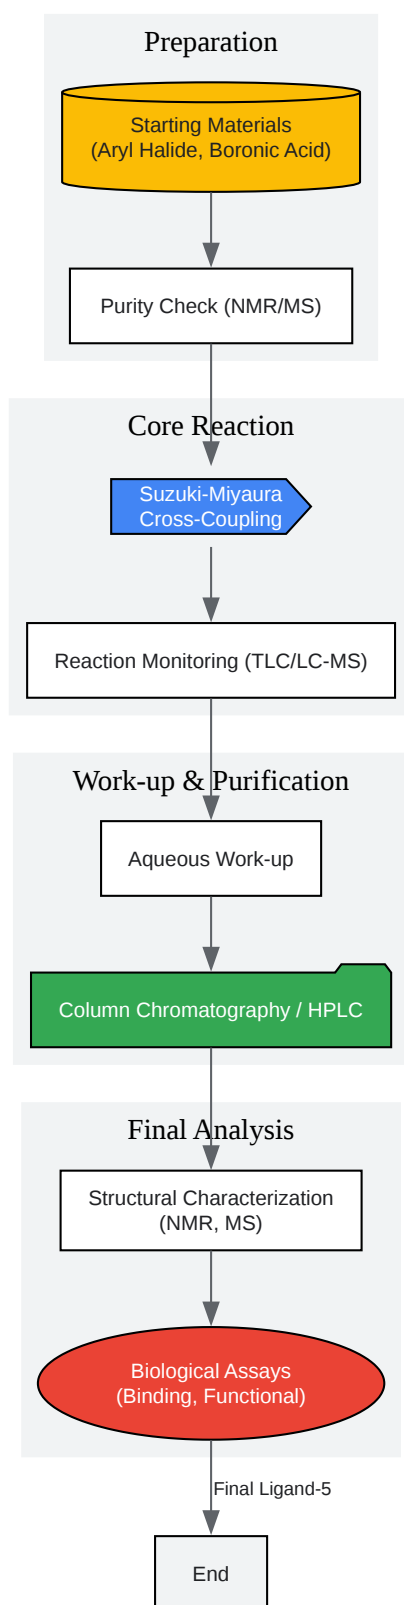 Preparation
Starting Materials
(Aryl Halide, Boronic Acid)
Purity Check (NMR/MS)
Core Reaction
Suzuki-Miyaura
Cross-Coupling
Reaction Monitoring (TLC/LC-MS)
Work-up & Purification
Aqueous Work-up
Column Chromatography / HPLC
Final Analysis
Structural Characterization
(NMR, MS)
Biological Assays
(Binding, Functional)
Final Ligand-5
End